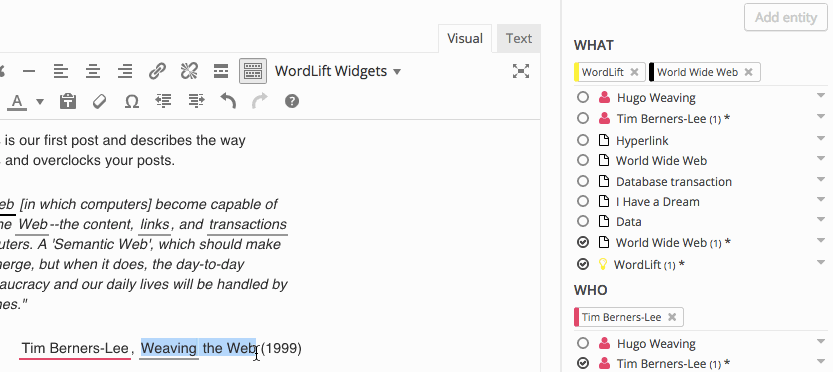 Add entity
Visual
Text
WordLift Widgets
is our first post and describes the way
and overclocks your posts.
eb [in which computers] become capable of
he Web--the content, links, and transactions
uters. A 'Semantic Web', which should make
nerge, but when it does, the day-to-day
aucracy and our daily lives will be handled by
nes."
Tim Berners-Lee, Weaving the Web (1999)
WHAT
WordLift World Wide Web
Hugo Weaving
Tim Berners-Lee (1) *
Hyperlink
World Wide Web
Database transaction
I Have a Dream
Data
World Wide Web (1) *
WordLift (1) *
WHO
Tim Berners-Lee
Hugo Weaving
Tim Berners-Lee (1) *